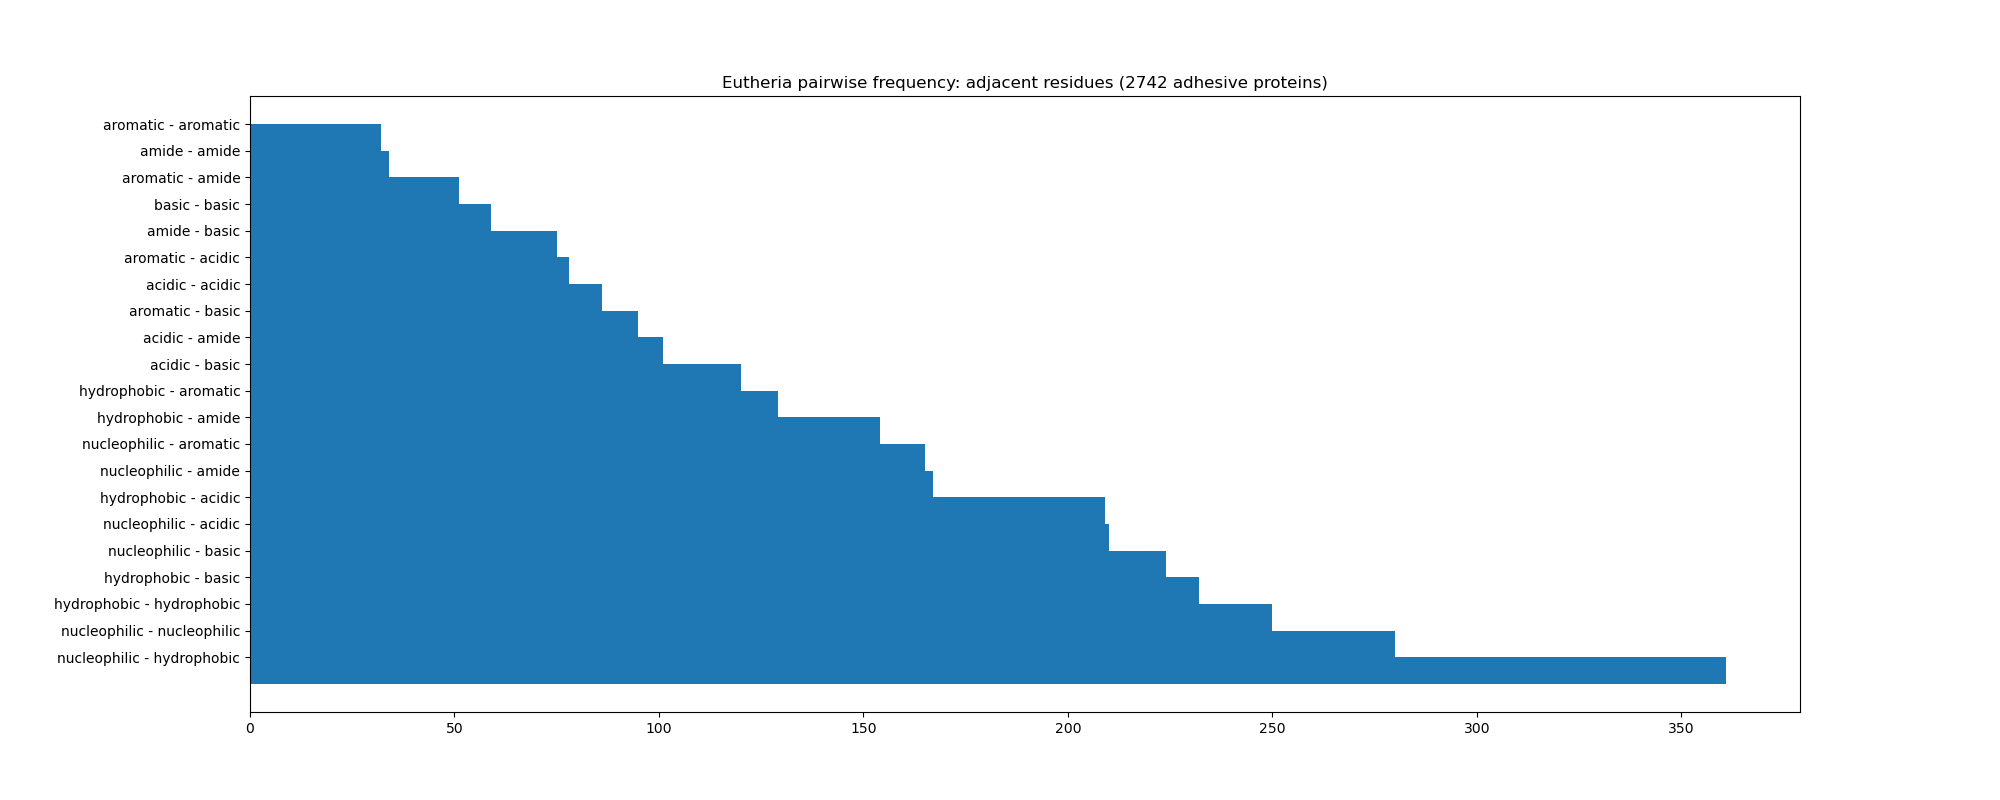 Eutheria pairwise frequency: adjacent residues (2742 adhesive proteins)
aromatic - aromatic
amide - amide
aromatic - amide
basic - basic
amide - basic
aromatic - acidic
acidic - acidic
aromatic - basic
acidic - amide
acidic - basic
hydrophobic - aromatic
hydrophobic - amide
nucleophilic - aromatic
nucleophilic - amide
hydrophobic - acidic
nucleophilic - acidic
nucleophilic - basic
hydrophobic - basic
hydrophobic - hydrophobic
nucleophilic - nucleophilic
nucleophilic - hydrophobic
0 50 100 150 200 250 300 350